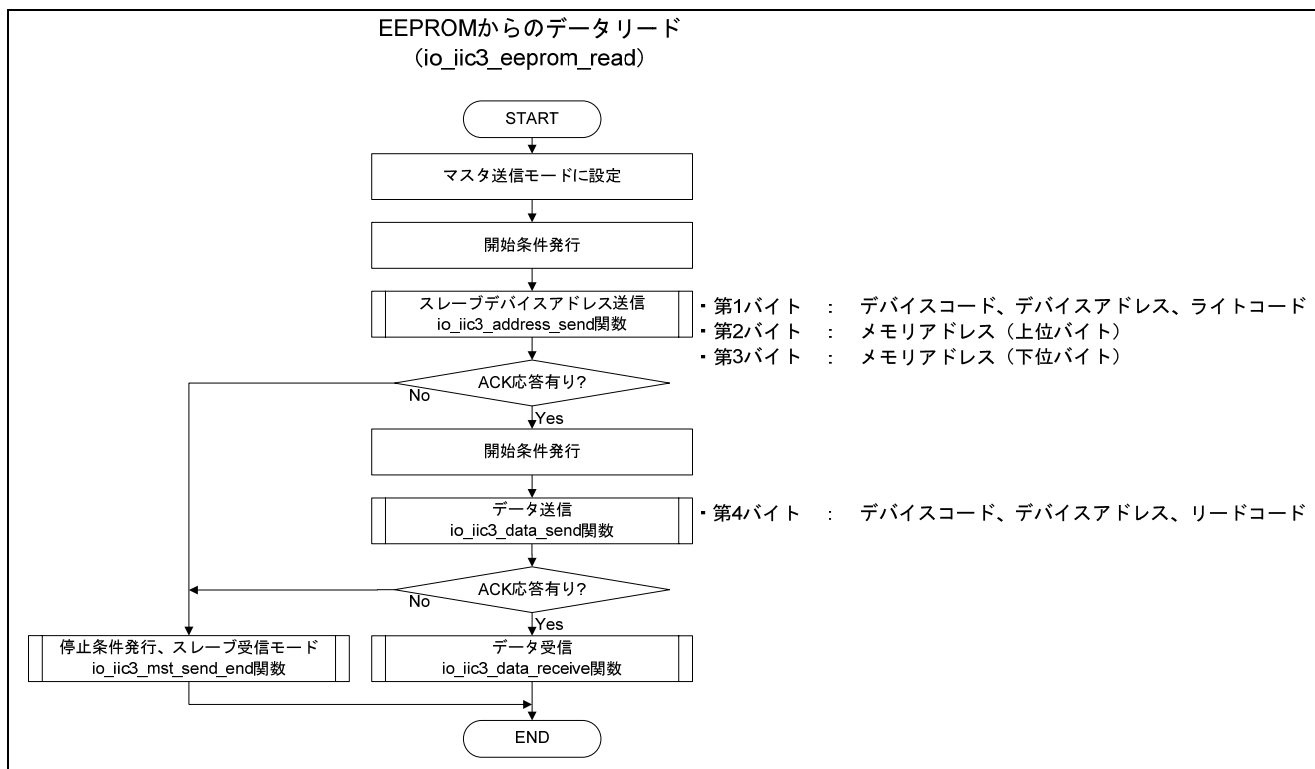 EEPROMからのデータリード
（io_iic3_eeprom_read）
START
マスタ送信モードに設定
開始条件発行
スレーブデバイスアドレス送信
io_iic3_address_send関数
・第1バイト　：　デバイスコード、デバイスアドレス、ライトコード
・第2バイト　：　メモリアドレス（上位バイト）
・第3バイト　：　メモリアドレス（下位バイト）
ACK応答有り?
No
Yes
開始条件発行
データ送信
io_iic3_data_send関数
・第4バイト　：　デバイスコード、デバイスアドレス、リードコード
ACK応答有り?
No
Yes
停止条件発行、スレーブ受信モード
io_iic3_mst_send_end関数
データ受信
io_iic3_data_receive関数
END